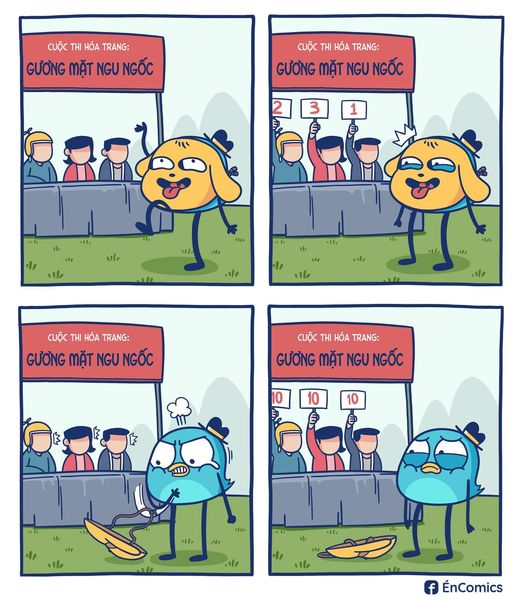 CUỘC THI HÓA TRANG:
GƯƠNG MẶT NGU NGỐC
CUỘC THI HÓA TRANG:
GƯƠNG MẶT NGU NGỐC
2 3 1
CUỘC THI HÓA TRANG:
GƯƠNG MẶT NGU NGỐC
CUỘC THI HÓA TRANG:
GƯƠNG MẶT NGU NGỐC
10 10 10
f ÉnComics